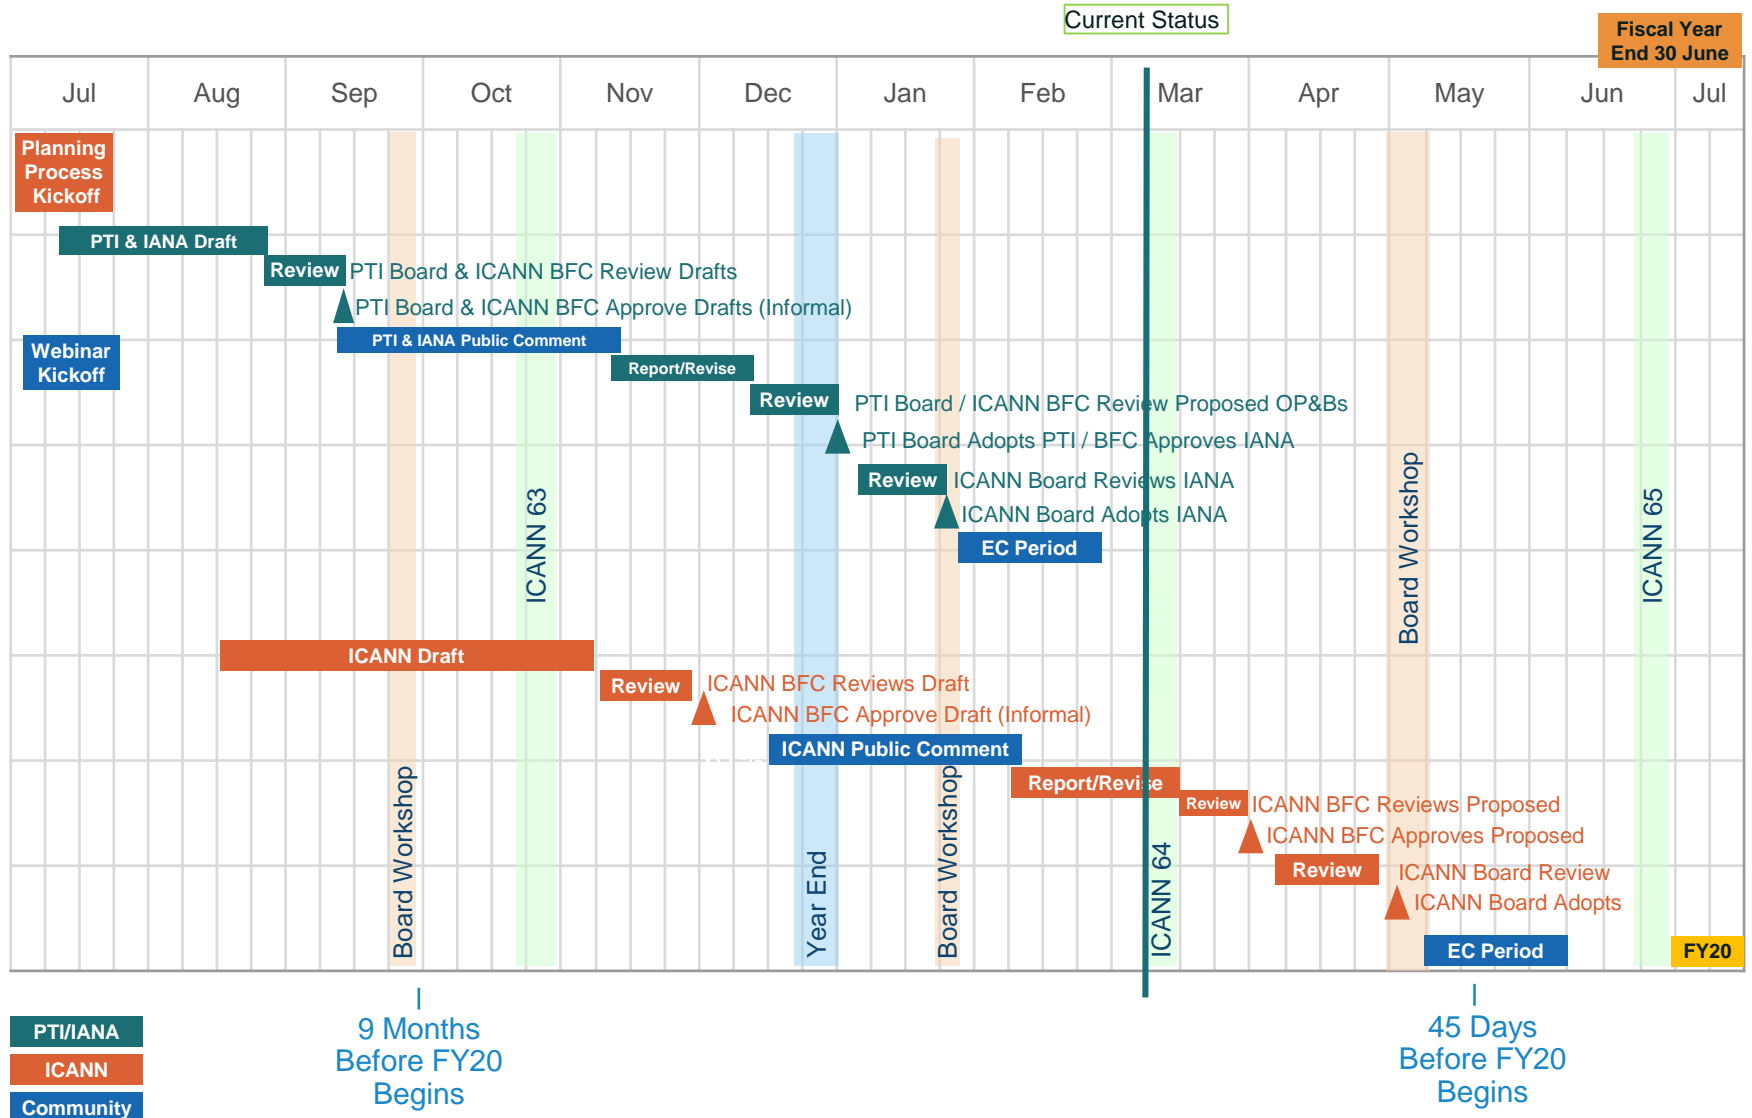 Current Status
Fiscal Year
End 30 June
Jul
Aug
Sep
Oct
Nov
Dec
Jan
Feb
Mar
Apr
May
Jun
Jul
Planning
Process
Kickoff
PTI & IANA Draft
Review
PTI Board & ICANN BFC Review Drafts
PTI Board & ICANN BFC Approve Drafts (Informal)
PTI & IANA Public Comment
Webinar
Kickoff
Report/Revise
Review
PTI Board / ICANN BFC Review Proposed OP&Bs
PTI Board Adopts PTI / BFC Approves IANA
Review
ICANN Board Reviews IANA
ICANN Board Adopts IANA
EC Period
ICANN 63
Board Workshop
ICANN 65
ICANN Draft
Review
ICANN BFC Reviews Draft
ICANN BFC Approve Draft (Informal)
ICANN Public Comment
Report/Revise
Review
ICANN BFC Reviews Proposed
ICANN BFC Approves Proposed
Review
ICANN Board Review
ICANN Board Adopts
Board Workshop
Year End
Board Workshop
ICANN 64
EC Period
FY20
PTI/IANA
ICANN
Community
9 Months
Before FY20
Begins
45 Days
Before FY20
Begins